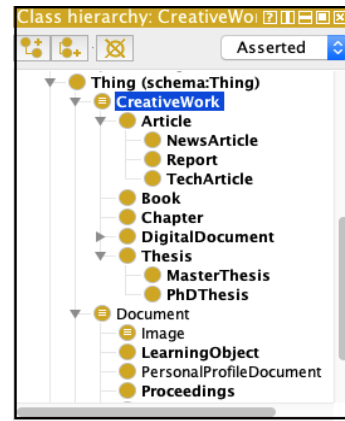 Class hierarchy: CreativeWo
Asserted
Thing (schema:Thing)
CreativeWork
Article
NewsArticle
Report
TechArticle
Book
Chapter
DigitalDocument
Thesis
MasterThesis
PhDThesis
Document
Image
LearningObject
PersonalProfileDocument
Proceedings